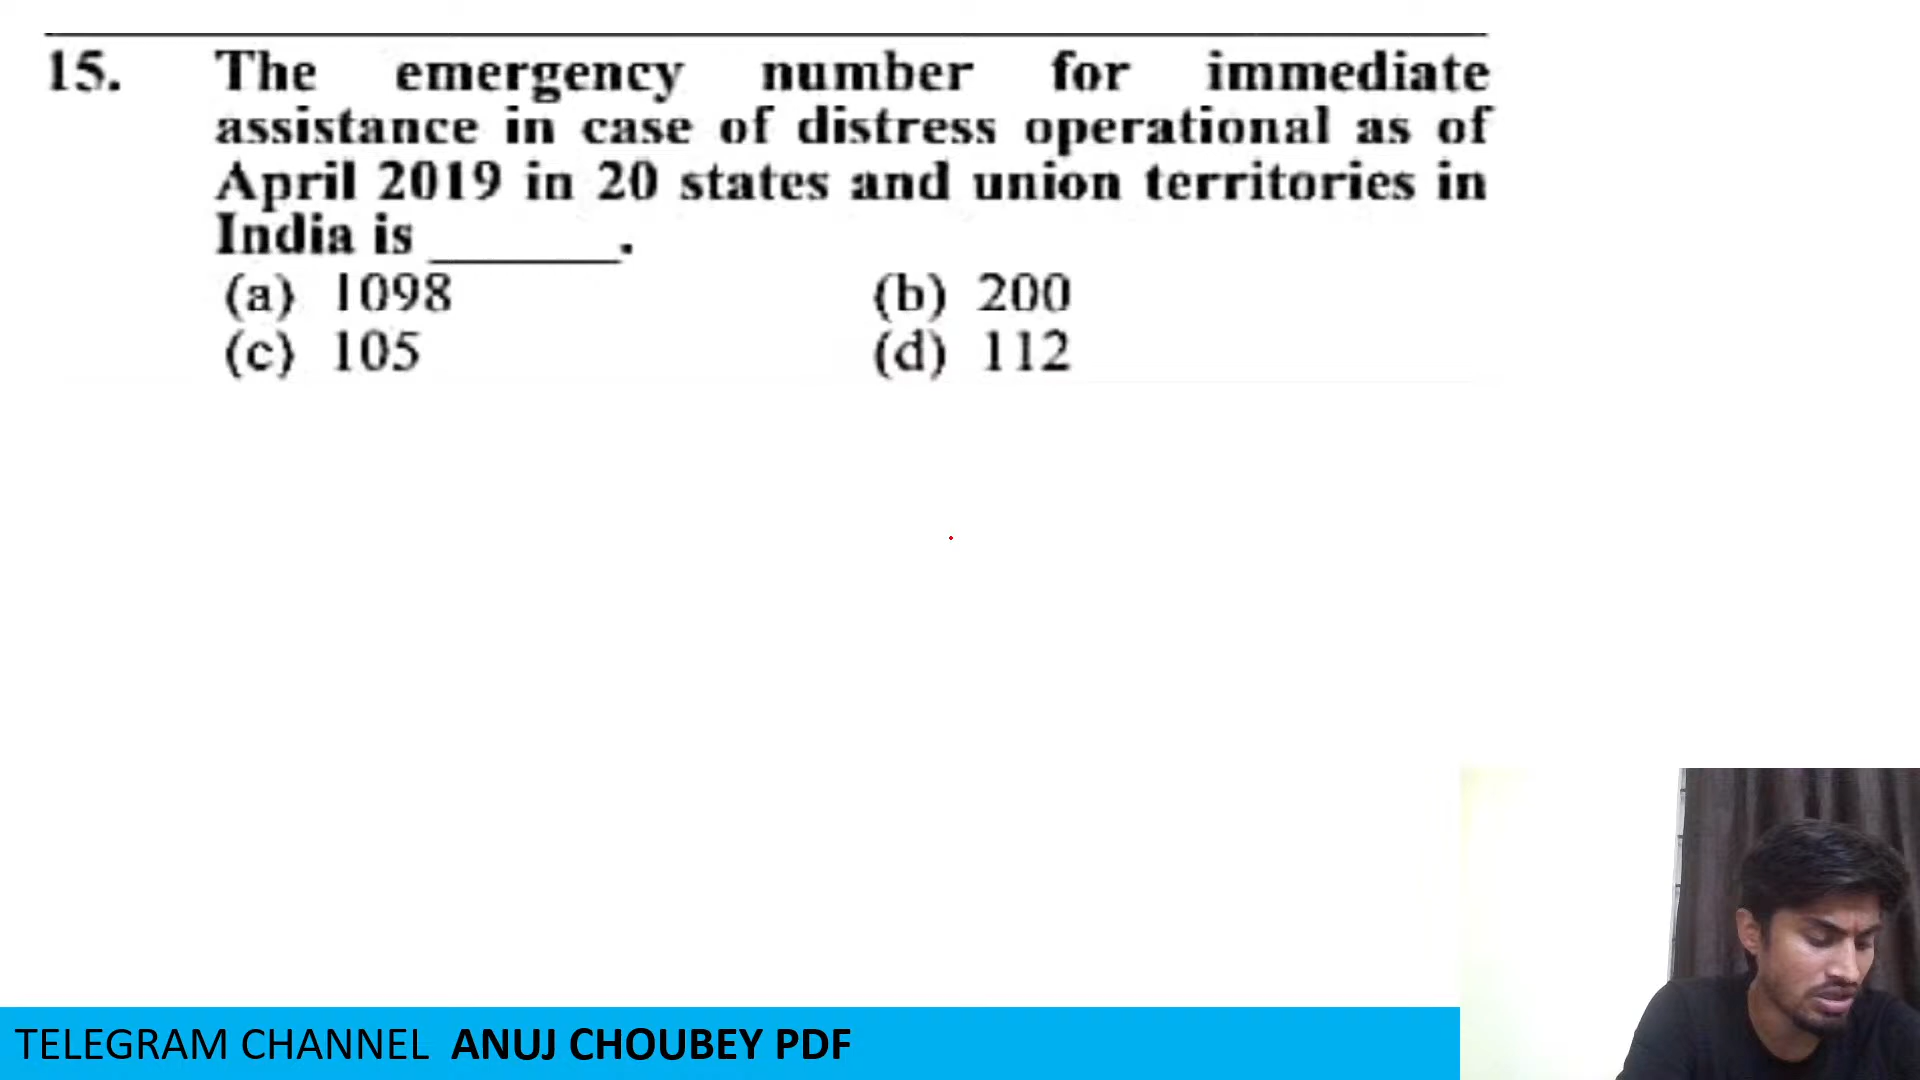 15. The emergency number for immediate
assistance in case of distress operational as of
April 2019 in 20 states and union territories in
India is _______.
(a) 1098 (b) 200
(c) 105 (d) 112
TELEGRAM CHANNEL ANUJ CHOUBEY PDF